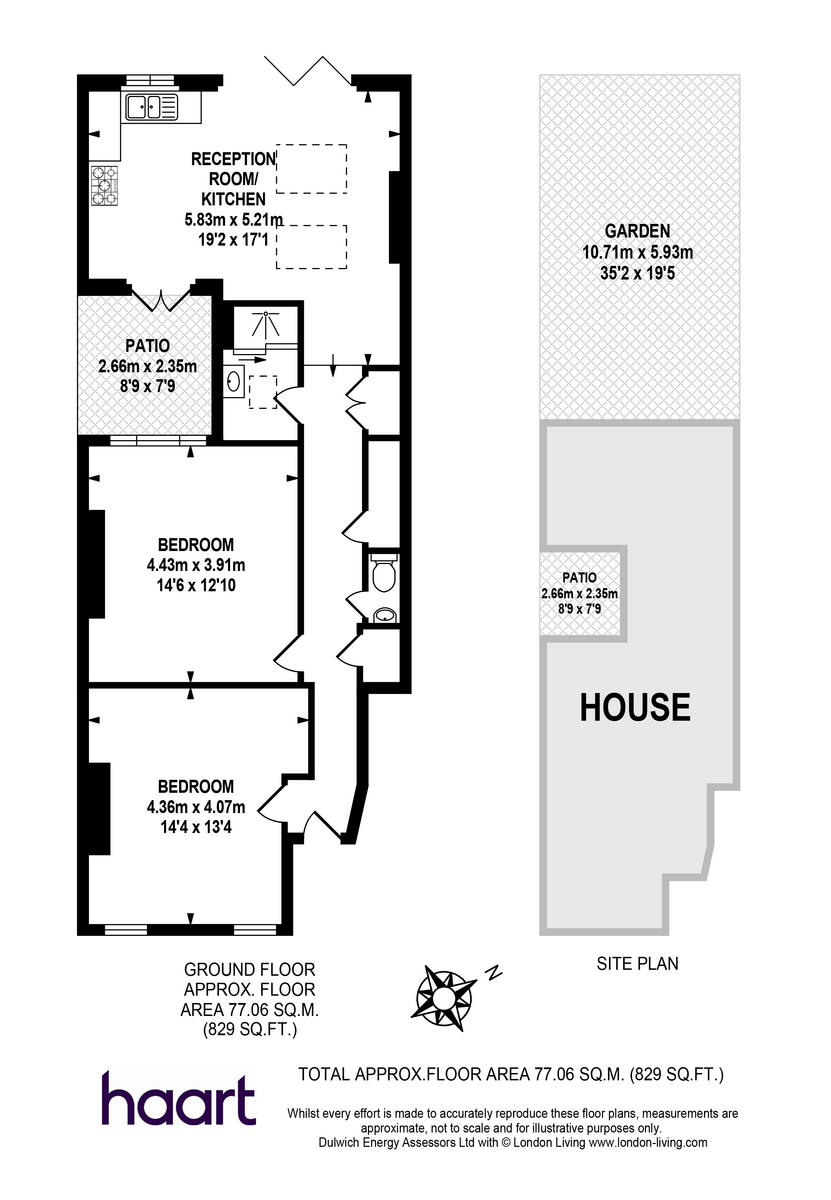 RECEPTION
ROOM/
KITCHEN
5.83m x 5.21m
19'2 x 17'1
PATIO
2.66m x 2.35m
8'9 x 7'9
BEDROOM
4.43m x 3.91m
14'6 x 12'10
BEDROOM
4.36m x 4.07m
14'4 x 13'4
GARDEN
10.71m x 5.93m
35'2 x 19'5
PATIO
2.66m x 2.35m
8'9 x 7'9
HOUSE
SITE PLAN
GROUND FLOOR
APPROX. FLOOR
AREA 77.06 SQ.M.
(829 SQ.FT.)
N
TOTAL APPROX.FLOOR AREA 77.06 SQ.M. (829 SQ.FT.)
haart
Whilst every effort is made to accurately reproduce these floor plans, measurements are
approximate, not to scale and for illustrative purposes only.
Dulwich Energy Assessors Ltd with © London Living www.london-living.com